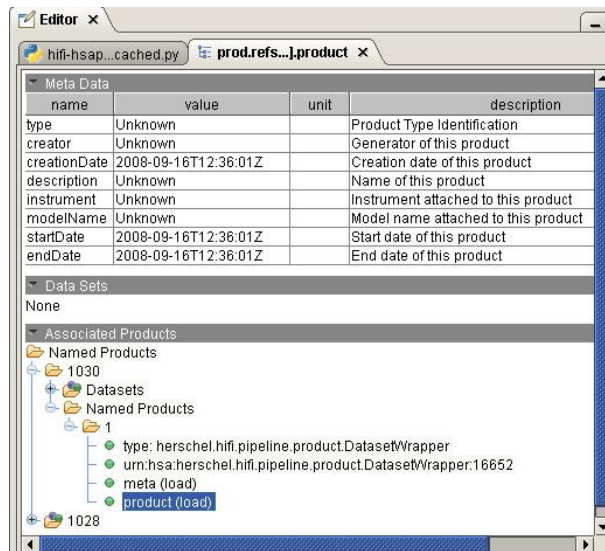 Editor
hifi-hsap...cached.py prod.refs...].product
Meta Data
name value unit description
type Unknown Product Type Identification
creator Unknown Generator of this product
creationDate 2008-09-16T12:36:01Z Creation date of this product
description Unknown Name of this product
instrument Unknown Instrument attached to this product
modelName Unknown Model name attached to this product
startDate 2008-09-16T12:36:01Z Start date of this product
endDate 2008-09-16T12:36:01Z End date of this product
Data Sets
None
Associated Products
Named Products
1030
Datasets
Named Products
1
type: herschel.hifi.pipeline.product.DatasetWrapper
urn:hsa:herschel.hifi.pipeline.product.DatasetWrapper:16652
meta (load)
product (load)
1028